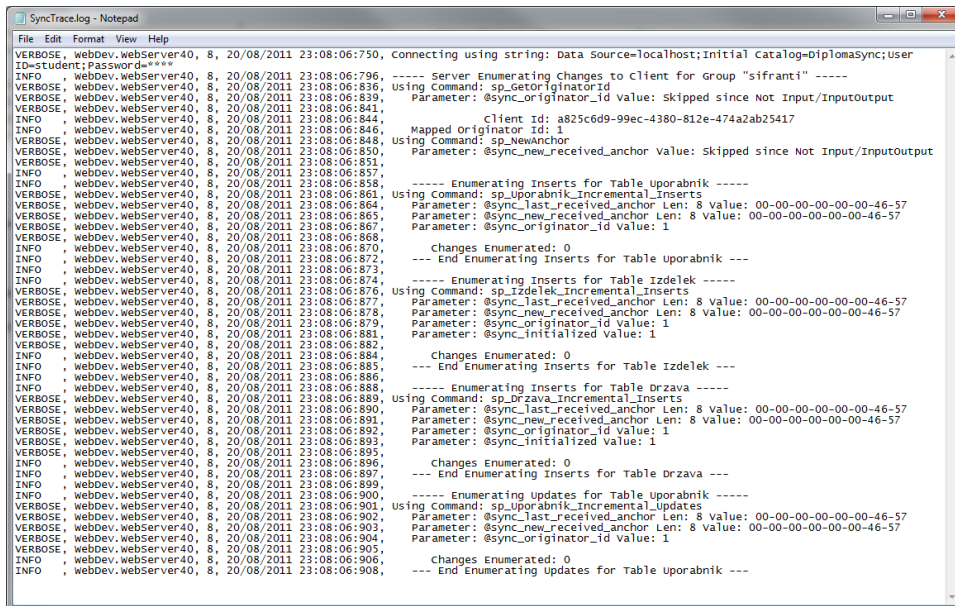 SyncTrace.log - Notepad
File Edit Format View Help
VERBOSE, WebDev.WebServer40, 8, 20/08/2011 23:08:06:750, Connecting using string: Data Source=localhost;Initial Catalog=DiplomaSync;User
ID=student;Password=****
INFO   , WebDev.WebServer40, 8, 20/08/2011 23:08:06:796, ----- Server Enumerating Changes to Client for Group "sifranti" -----
VERBOSE, WebDev.WebServer40, 8, 20/08/2011 23:08:06:836, Using Command: sp_GetOriginatorId
VERBOSE, WebDev.WebServer40, 8, 20/08/2011 23:08:06:839,    Parameter: @sync_originator_id Value: Skipped since Not Input/InputOutput
VERBOSE, WebDev.WebServer40, 8, 20/08/2011 23:08:06:841,
INFO   , WebDev.WebServer40, 8, 20/08/2011 23:08:06:844,    Client Id: a825c6d9-99ec-4380-812e-474a2ab25417
INFO   , WebDev.WebServer40, 8, 20/08/2011 23:08:06:846,    Mapped Originator Id: 1
VERBOSE, WebDev.WebServer40, 8, 20/08/2011 23:08:06:848, Using Command: sp_NewAnchor
VERBOSE, WebDev.WebServer40, 8, 20/08/2011 23:08:06:850,    Parameter: @sync_new_received_anchor Value: Skipped since Not Input/InputOutput
VERBOSE, WebDev.WebServer40, 8, 20/08/2011 23:08:06:851,
INFO   , WebDev.WebServer40, 8, 20/08/2011 23:08:06:857,
INFO   , WebDev.WebServer40, 8, 20/08/2011 23:08:06:858,    ----- Enumerating Inserts for Table Uporabnik -----
VERBOSE, WebDev.WebServer40, 8, 20/08/2011 23:08:06:861, Using Command: sp_Uporabnik_Incremental_Inserts
VERBOSE, WebDev.WebServer40, 8, 20/08/2011 23:08:06:864,    Parameter: @sync_last_received_anchor Len: 8 Value: 00-00-00-00-00-00-46-57
VERBOSE, WebDev.WebServer40, 8, 20/08/2011 23:08:06:865,    Parameter: @sync_new_received_anchor Len: 8 Value: 00-00-00-00-00-00-46-57
VERBOSE, WebDev.WebServer40, 8, 20/08/2011 23:08:06:867,    Parameter: @sync_originator_id Value: 1
VERBOSE, WebDev.WebServer40, 8, 20/08/2011 23:08:06:868,
INFO   , WebDev.WebServer40, 8, 20/08/2011 23:08:06:870,    Changes Enumerated: 0
INFO   , WebDev.WebServer40, 8, 20/08/2011 23:08:06:872,    --- End Enumerating Inserts for Table Uporabnik ---
INFO   , WebDev.WebServer40, 8, 20/08/2011 23:08:06:873,
INFO   , WebDev.WebServer40, 8, 20/08/2011 23:08:06:874,    ----- Enumerating Inserts for Table Izdelek -----
VERBOSE, WebDev.WebServer40, 8, 20/08/2011 23:08:06:876, Using Command: sp_Izdelek_Incremental_Inserts
VERBOSE, WebDev.WebServer40, 8, 20/08/2011 23:08:06:877,    Parameter: @sync_last_received_anchor Len: 8 Value: 00-00-00-00-00-00-46-57
VERBOSE, WebDev.WebServer40, 8, 20/08/2011 23:08:06:878,    Parameter: @sync_new_received_anchor Len: 8 Value: 00-00-00-00-00-00-46-57
VERBOSE, WebDev.WebServer40, 8, 20/08/2011 23:08:06:879,    Parameter: @sync_originator_id Value: 1
VERBOSE, WebDev.WebServer40, 8, 20/08/2011 23:08:06:881,    Parameter: @sync_initialized Value: 1
VERBOSE, WebDev.WebServer40, 8, 20/08/2011 23:08:06:882,
INFO   , WebDev.WebServer40, 8, 20/08/2011 23:08:06:884,    Changes Enumerated: 0
INFO   , WebDev.WebServer40, 8, 20/08/2011 23:08:06:885,    --- End Enumerating Inserts for Table Izdelek ---
INFO   , WebDev.WebServer40, 8, 20/08/2011 23:08:06:886,
INFO   , WebDev.WebServer40, 8, 20/08/2011 23:08:06:888,    ----- Enumerating Inserts for Table Drzava -----
VERBOSE, WebDev.WebServer40, 8, 20/08/2011 23:08:06:889, Using Command: sp_Drzava_Incremental_Inserts
VERBOSE, WebDev.WebServer40, 8, 20/08/2011 23:08:06:890,    Parameter: @sync_last_received_anchor Len: 8 Value: 00-00-00-00-00-00-46-57
VERBOSE, WebDev.WebServer40, 8, 20/08/2011 23:08:06:891,    Parameter: @sync_new_received_anchor Len: 8 Value: 00-00-00-00-00-00-46-57
VERBOSE, WebDev.WebServer40, 8, 20/08/2011 23:08:06:892,    Parameter: @sync_originator_id Value: 1
VERBOSE, WebDev.WebServer40, 8, 20/08/2011 23:08:06:893,    Parameter: @sync_initialized Value: 1
VERBOSE, WebDev.WebServer40, 8, 20/08/2011 23:08:06:895,
INFO   , WebDev.WebServer40, 8, 20/08/2011 23:08:06:896,    Changes Enumerated: 0
INFO   , WebDev.WebServer40, 8, 20/08/2011 23:08:06:897,    --- End Enumerating Inserts for Table Drzava ---
INFO   , WebDev.WebServer40, 8, 20/08/2011 23:08:06:899,
INFO   , WebDev.WebServer40, 8, 20/08/2011 23:08:06:900,    ----- Enumerating Updates for Table Uporabnik -----
VERBOSE, WebDev.WebServer40, 8, 20/08/2011 23:08:06:901, Using Command: sp_Uporabnik_Incremental_Updates
VERBOSE, WebDev.WebServer40, 8, 20/08/2011 23:08:06:902,    Parameter: @sync_last_received_anchor Len: 8 Value: 00-00-00-00-00-00-46-57
VERBOSE, WebDev.WebServer40, 8, 20/08/2011 23:08:06:903,    Parameter: @sync_new_received_anchor Len: 8 Value: 00-00-00-00-00-00-46-57
VERBOSE, WebDev.WebServer40, 8, 20/08/2011 23:08:06:904,    Parameter: @sync_originator_id Value: 1
VERBOSE, WebDev.WebServer40, 8, 20/08/2011 23:08:06:905,
INFO   , WebDev.WebServer40, 8, 20/08/2011 23:08:06:906,    Changes Enumerated: 0
INFO   , WebDev.WebServer40, 8, 20/08/2011 23:08:06:908,    --- End Enumerating Updates for Table Uporabnik ---